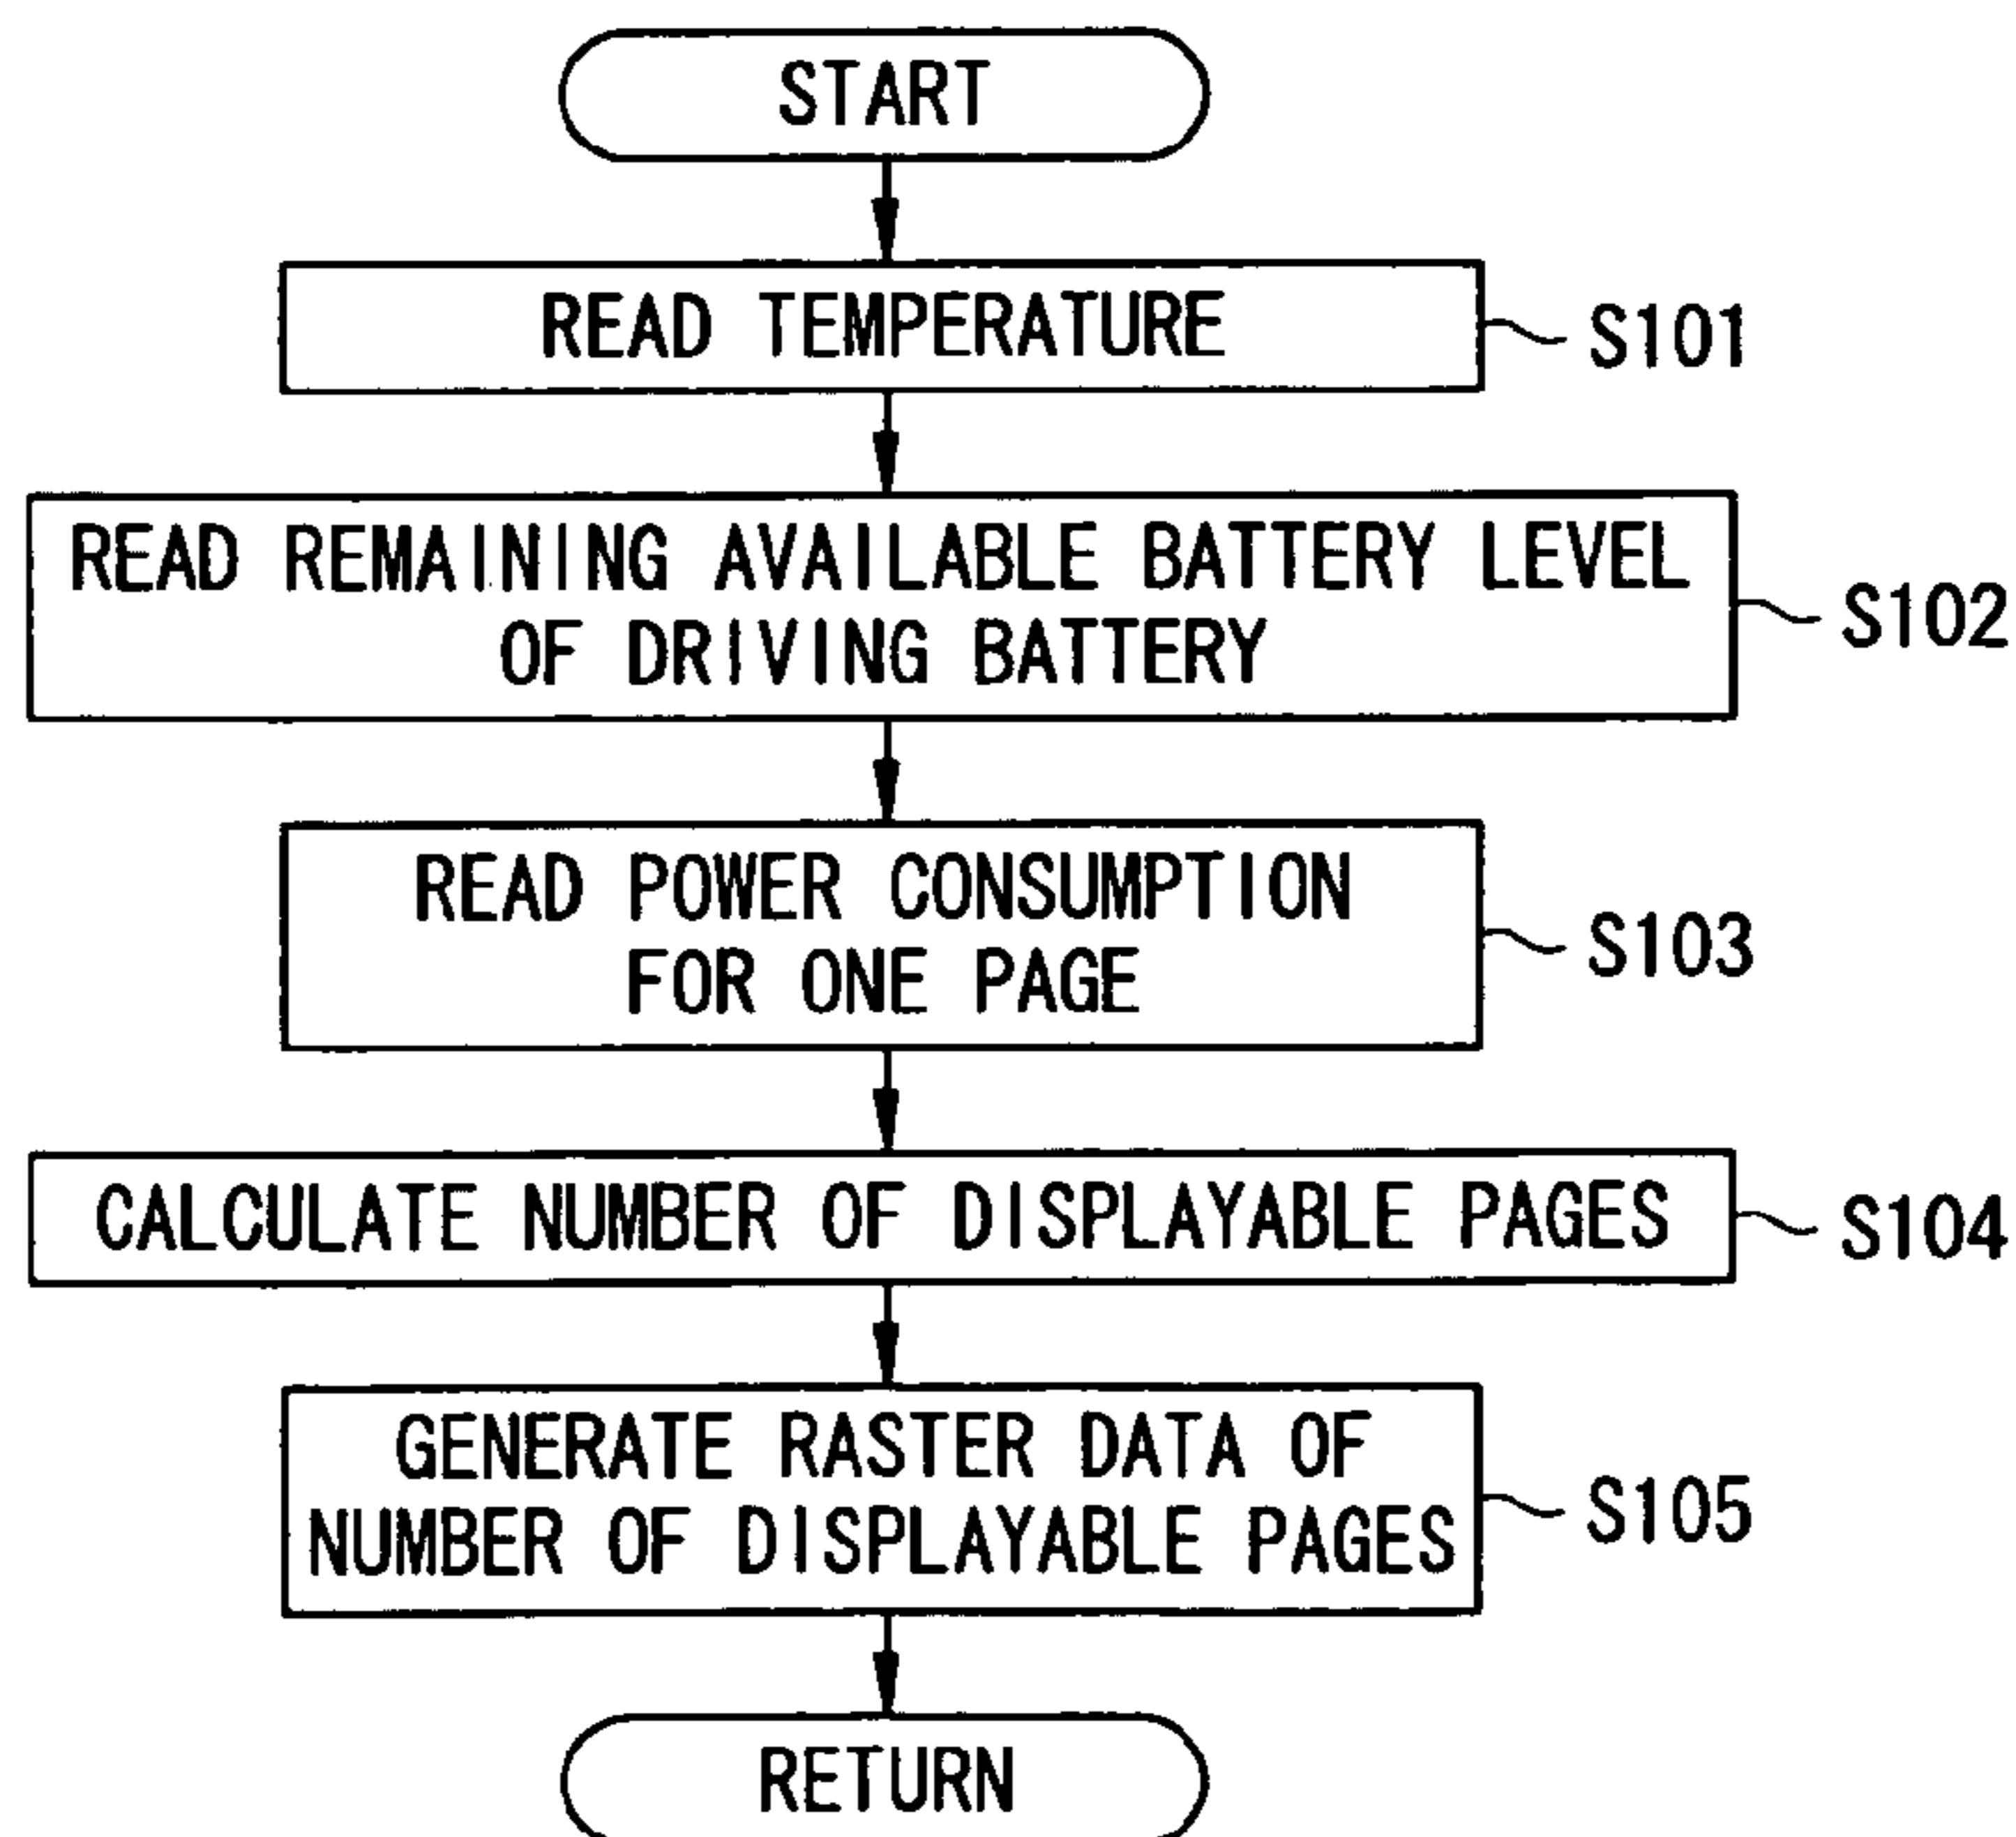 START
READ TEMPERATURE
S101
READ REMAINING AVAILABLE BATTERY LEVEL
OF DRIVING BATTERY
S102
READ POWER CONSUMPTION
FOR ONE PAGE
S103
CALCULATE NUMBER OF DISPLAYABLE PAGES
S104
GENERATE RASTER DATA OF
NUMBER OF DISPLAYABLE PAGES
S105
RETURN